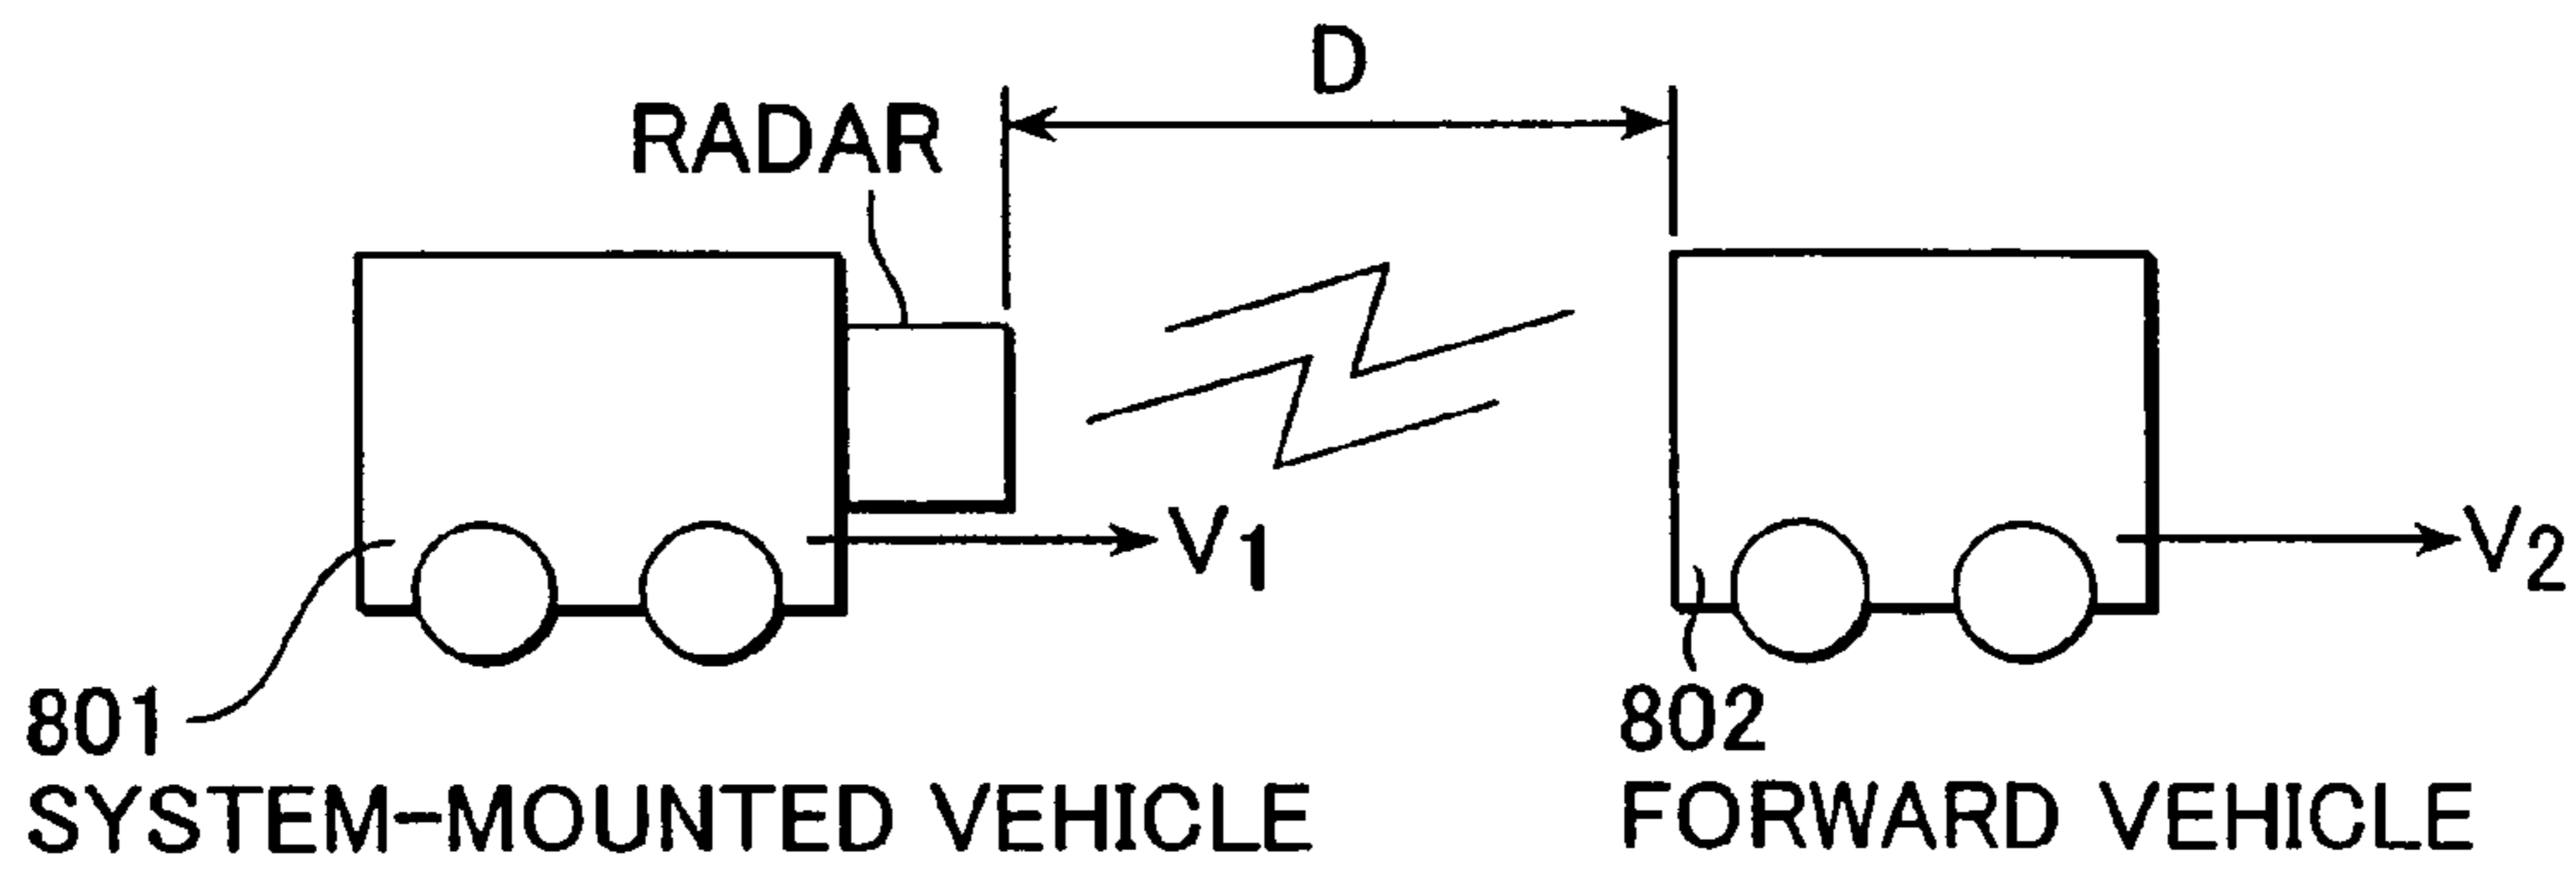 D
RADAR
V1
V2
801
SYSTEM-MOUNTED VEHICLE
802
FORWARD VEHICLE